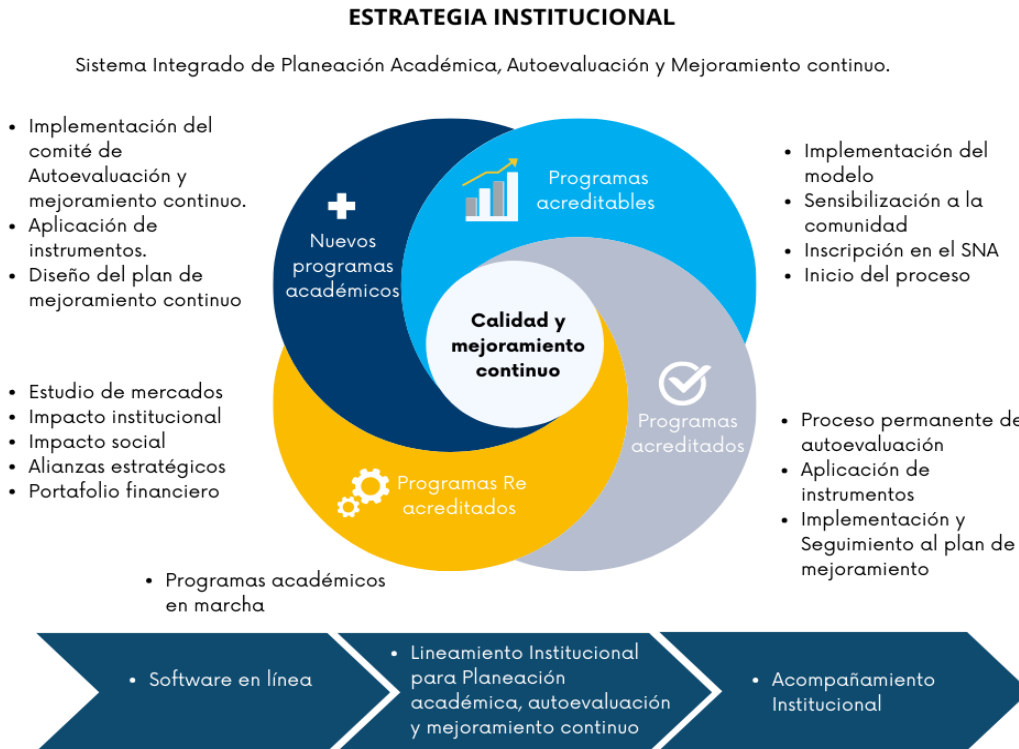 ESTRATEGIA INSTITUCIONAL
Sistema Integrado de Planeación Académica, Autoevaluación y Mejoramiento continuo.
• Implementación del
comité de
Autoevaluación y
mejoramiento continuo.
• Aplicación de
instrumentos.
• Diseño del plan de
mejoramiento continuo
Nuevos
programas
académicos
Programas
acreditables
• Implementación del
modelo
• Sensibilización a la
comunidad
• Inscripción en el SNA
• Inicio del proceso
Calidad y
mejoramiento
continuo
• Estudio de mercados
• Impacto institucional
• Impacto social
• Alianzas estratégicos
• Portafolio financiero
Programas Re
acreditados
Programas
acreditados
• Proceso permanente de
autoevaluación
• Aplicación de
instrumentos
• Implementación y
Seguimiento al plan de
mejoramiento
• Programas académicos
en marcha
• Software en línea
• Lineamiento Institucional
para Planeación
académica, autoevaluación
y mejoramiento continuo
• Acompañamiento
Institucional